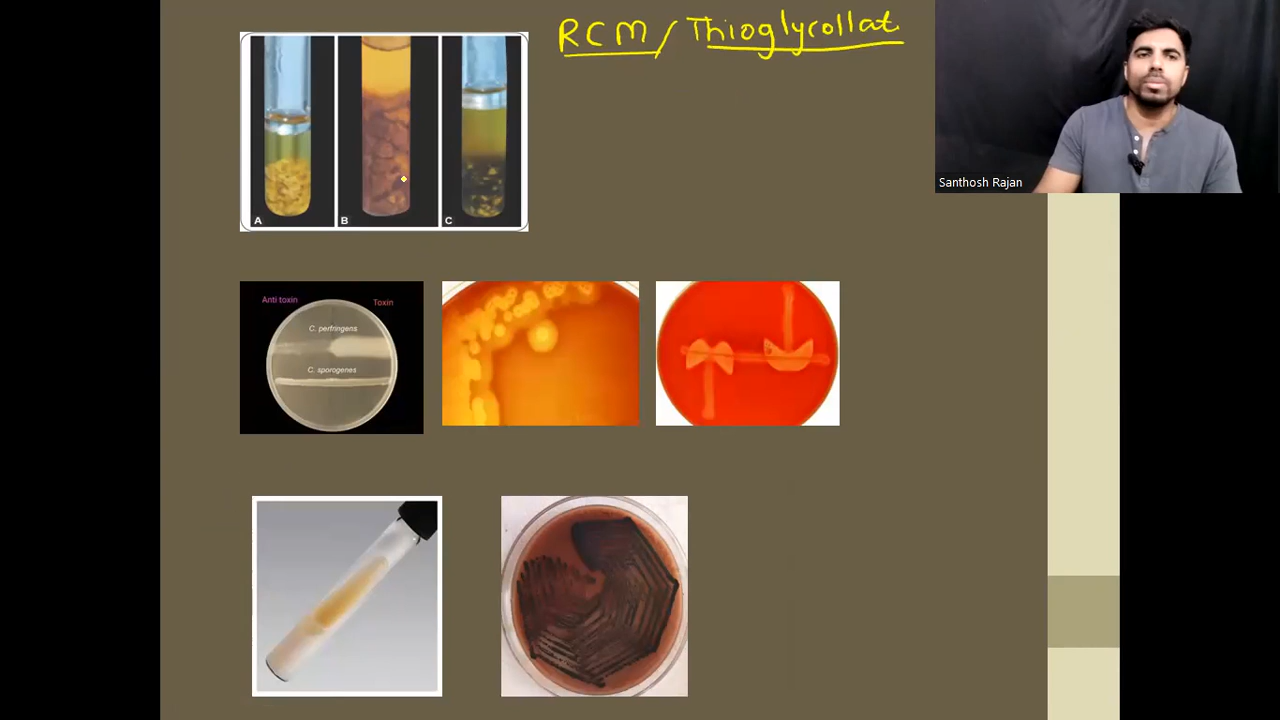 RCM / Thioglycollat
Santhosh Rajan
A
B
C
Anti toxin
Toxin
C. perfringens
C. sporogenes